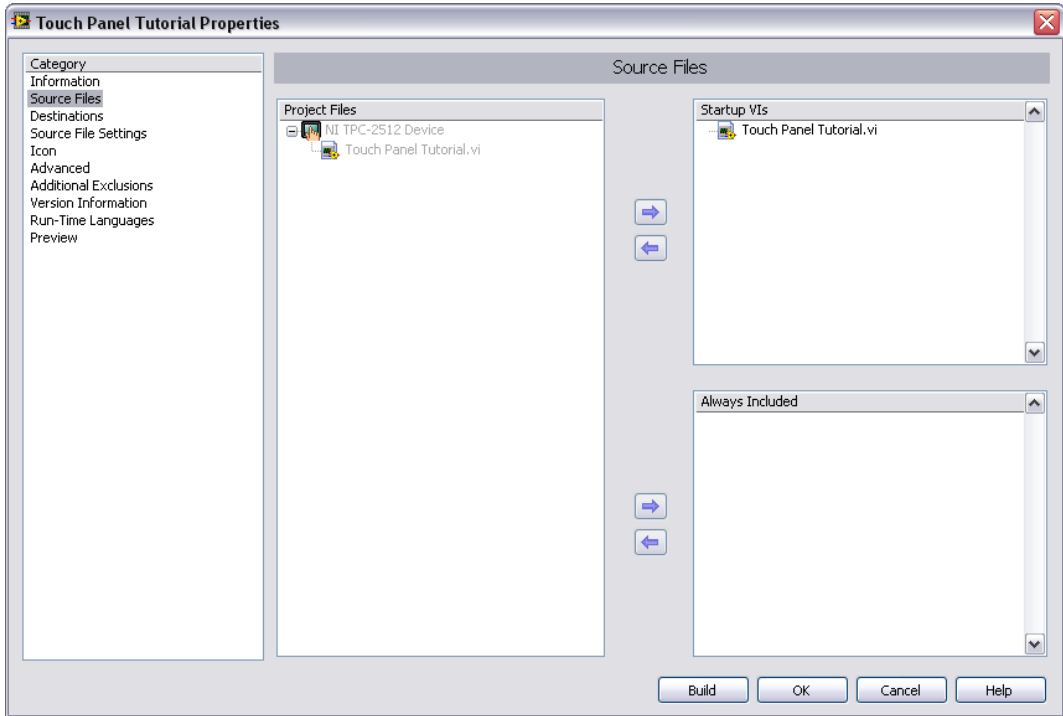 Touch Panel Tutorial Properties
Category
Information
Source Files
Destinations
Source File Settings
Icon
Advanced
Additional Exclusions
Version Information
Run-Time Languages
Preview
Source Files
Project Files
NI TPC-2512 Device
Touch Panel Tutorial.vi
Startup VIs
Touch Panel Tutorial.vi
Always Included
Build
OK
Cancel
Help